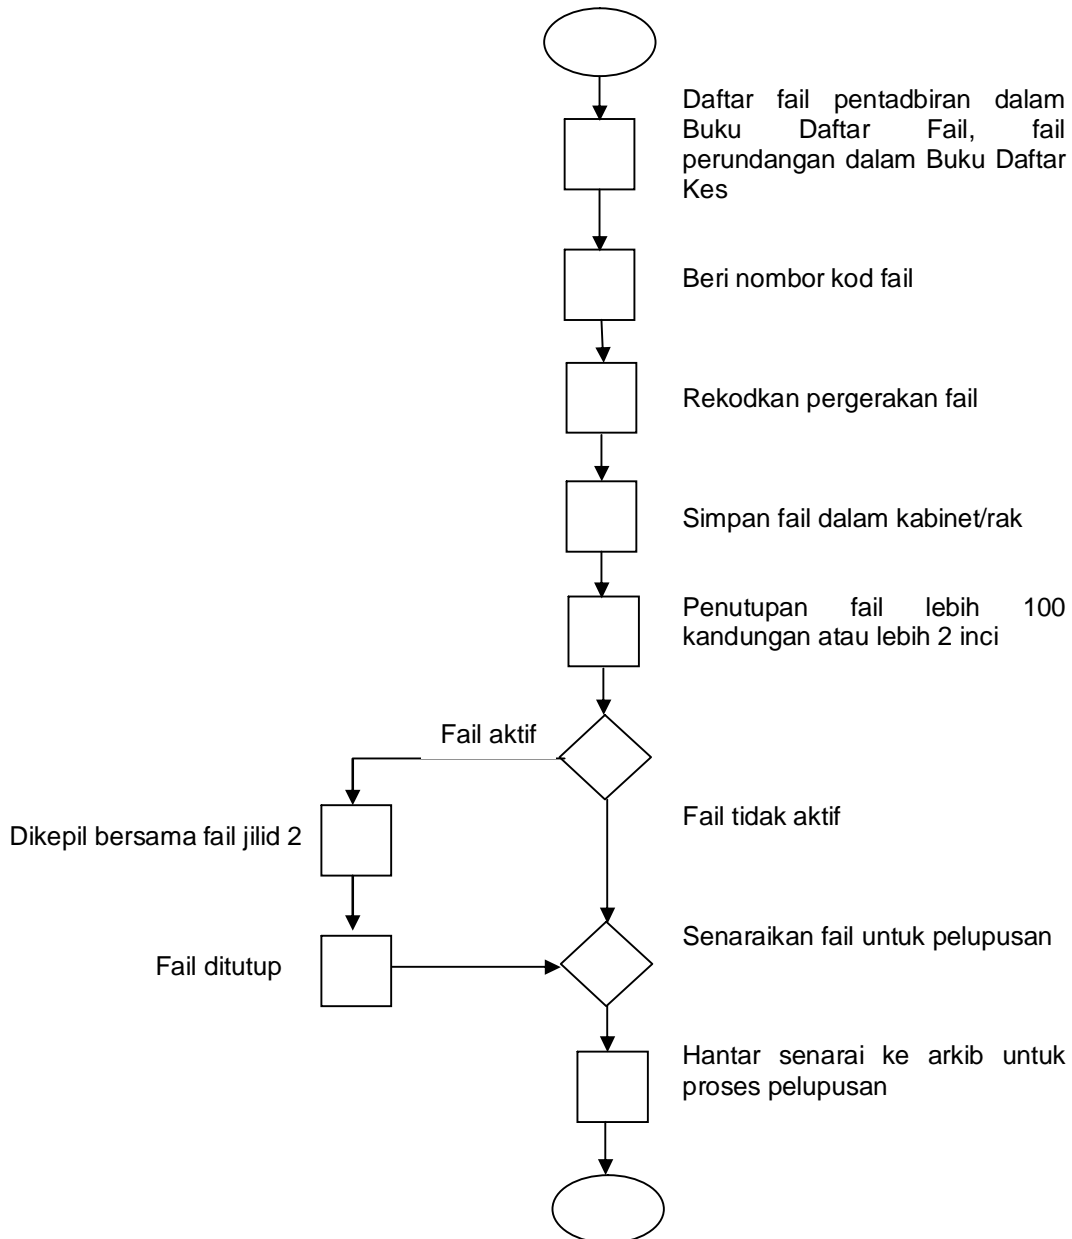 Daftar fail pentadbiran dalam
Buku Daftar Fail, fail
perundangan dalam Buku Daftar
Kes
Beri nombor kod fail
Rekodkan pergerakan fail
Simpan fail dalam kabinet/rak
Penutupan fail lebih 100
kandungan atau lebih 2 inci
Fail aktif
Fail tidak aktif
Dikepil bersama fail jilid 2
Senaraikan fail untuk pelupusan
Fail ditutup
Hantar senarai ke arkib untuk
proses pelupusan